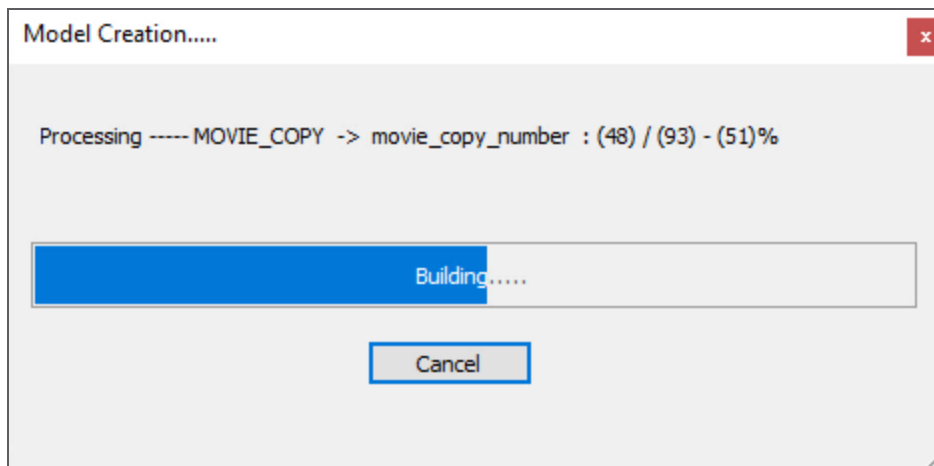 Model Creation.....
x
Processing ----- MOVIE_COPY -> movie_copy_number : (48) / (93) - (51)%
Building.....
Cancel